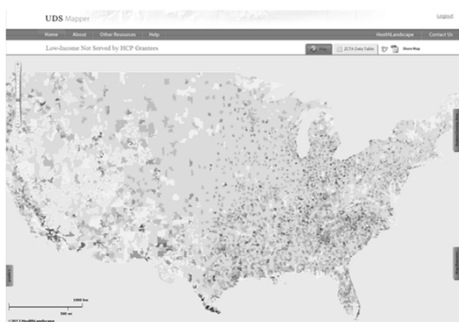 UDS Mapper
Logout
Home About Other Resources Help HealthLandscape Contact Us
Low-Income Not Served by HCP Grantees
ZCTA Data Table Share Map
1000 km
500 mi